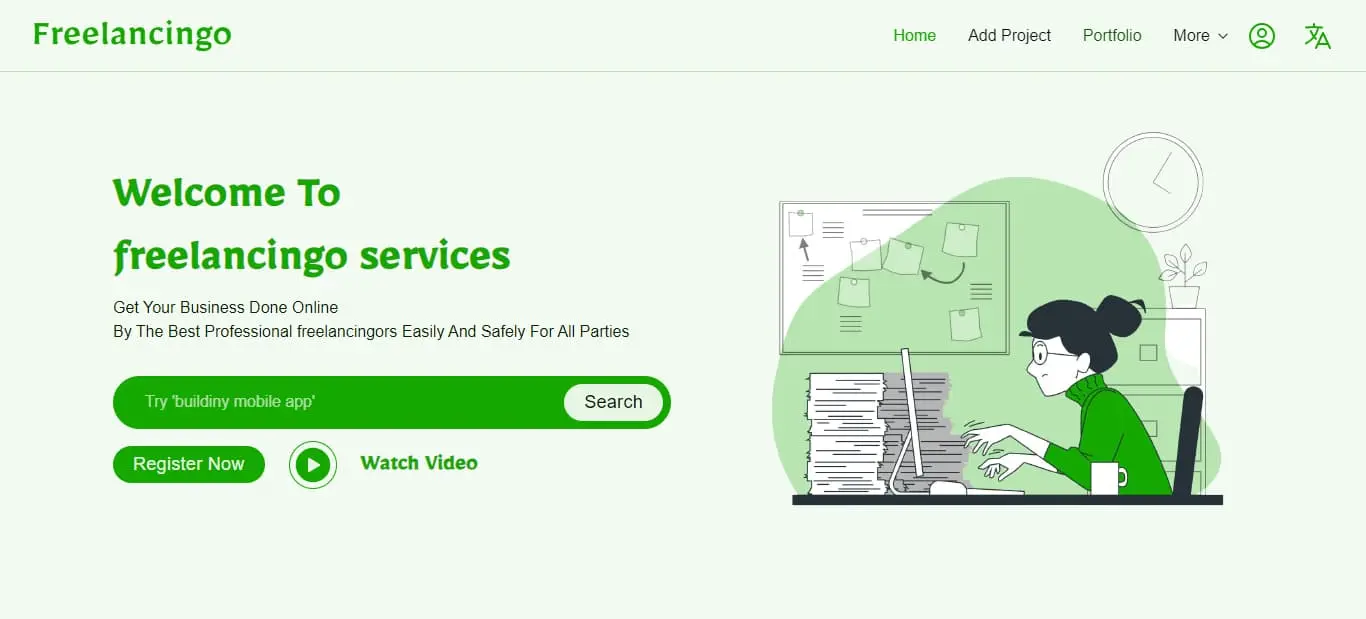 Freelancingo
Home Add Project Portfolio More
Welcome To
freelancingo services
Get Your Business Done Online
By The Best Professional freelancingors Easily And Safely For All Parties
Try 'buildiny mobile app' Search
Register Now Watch Video